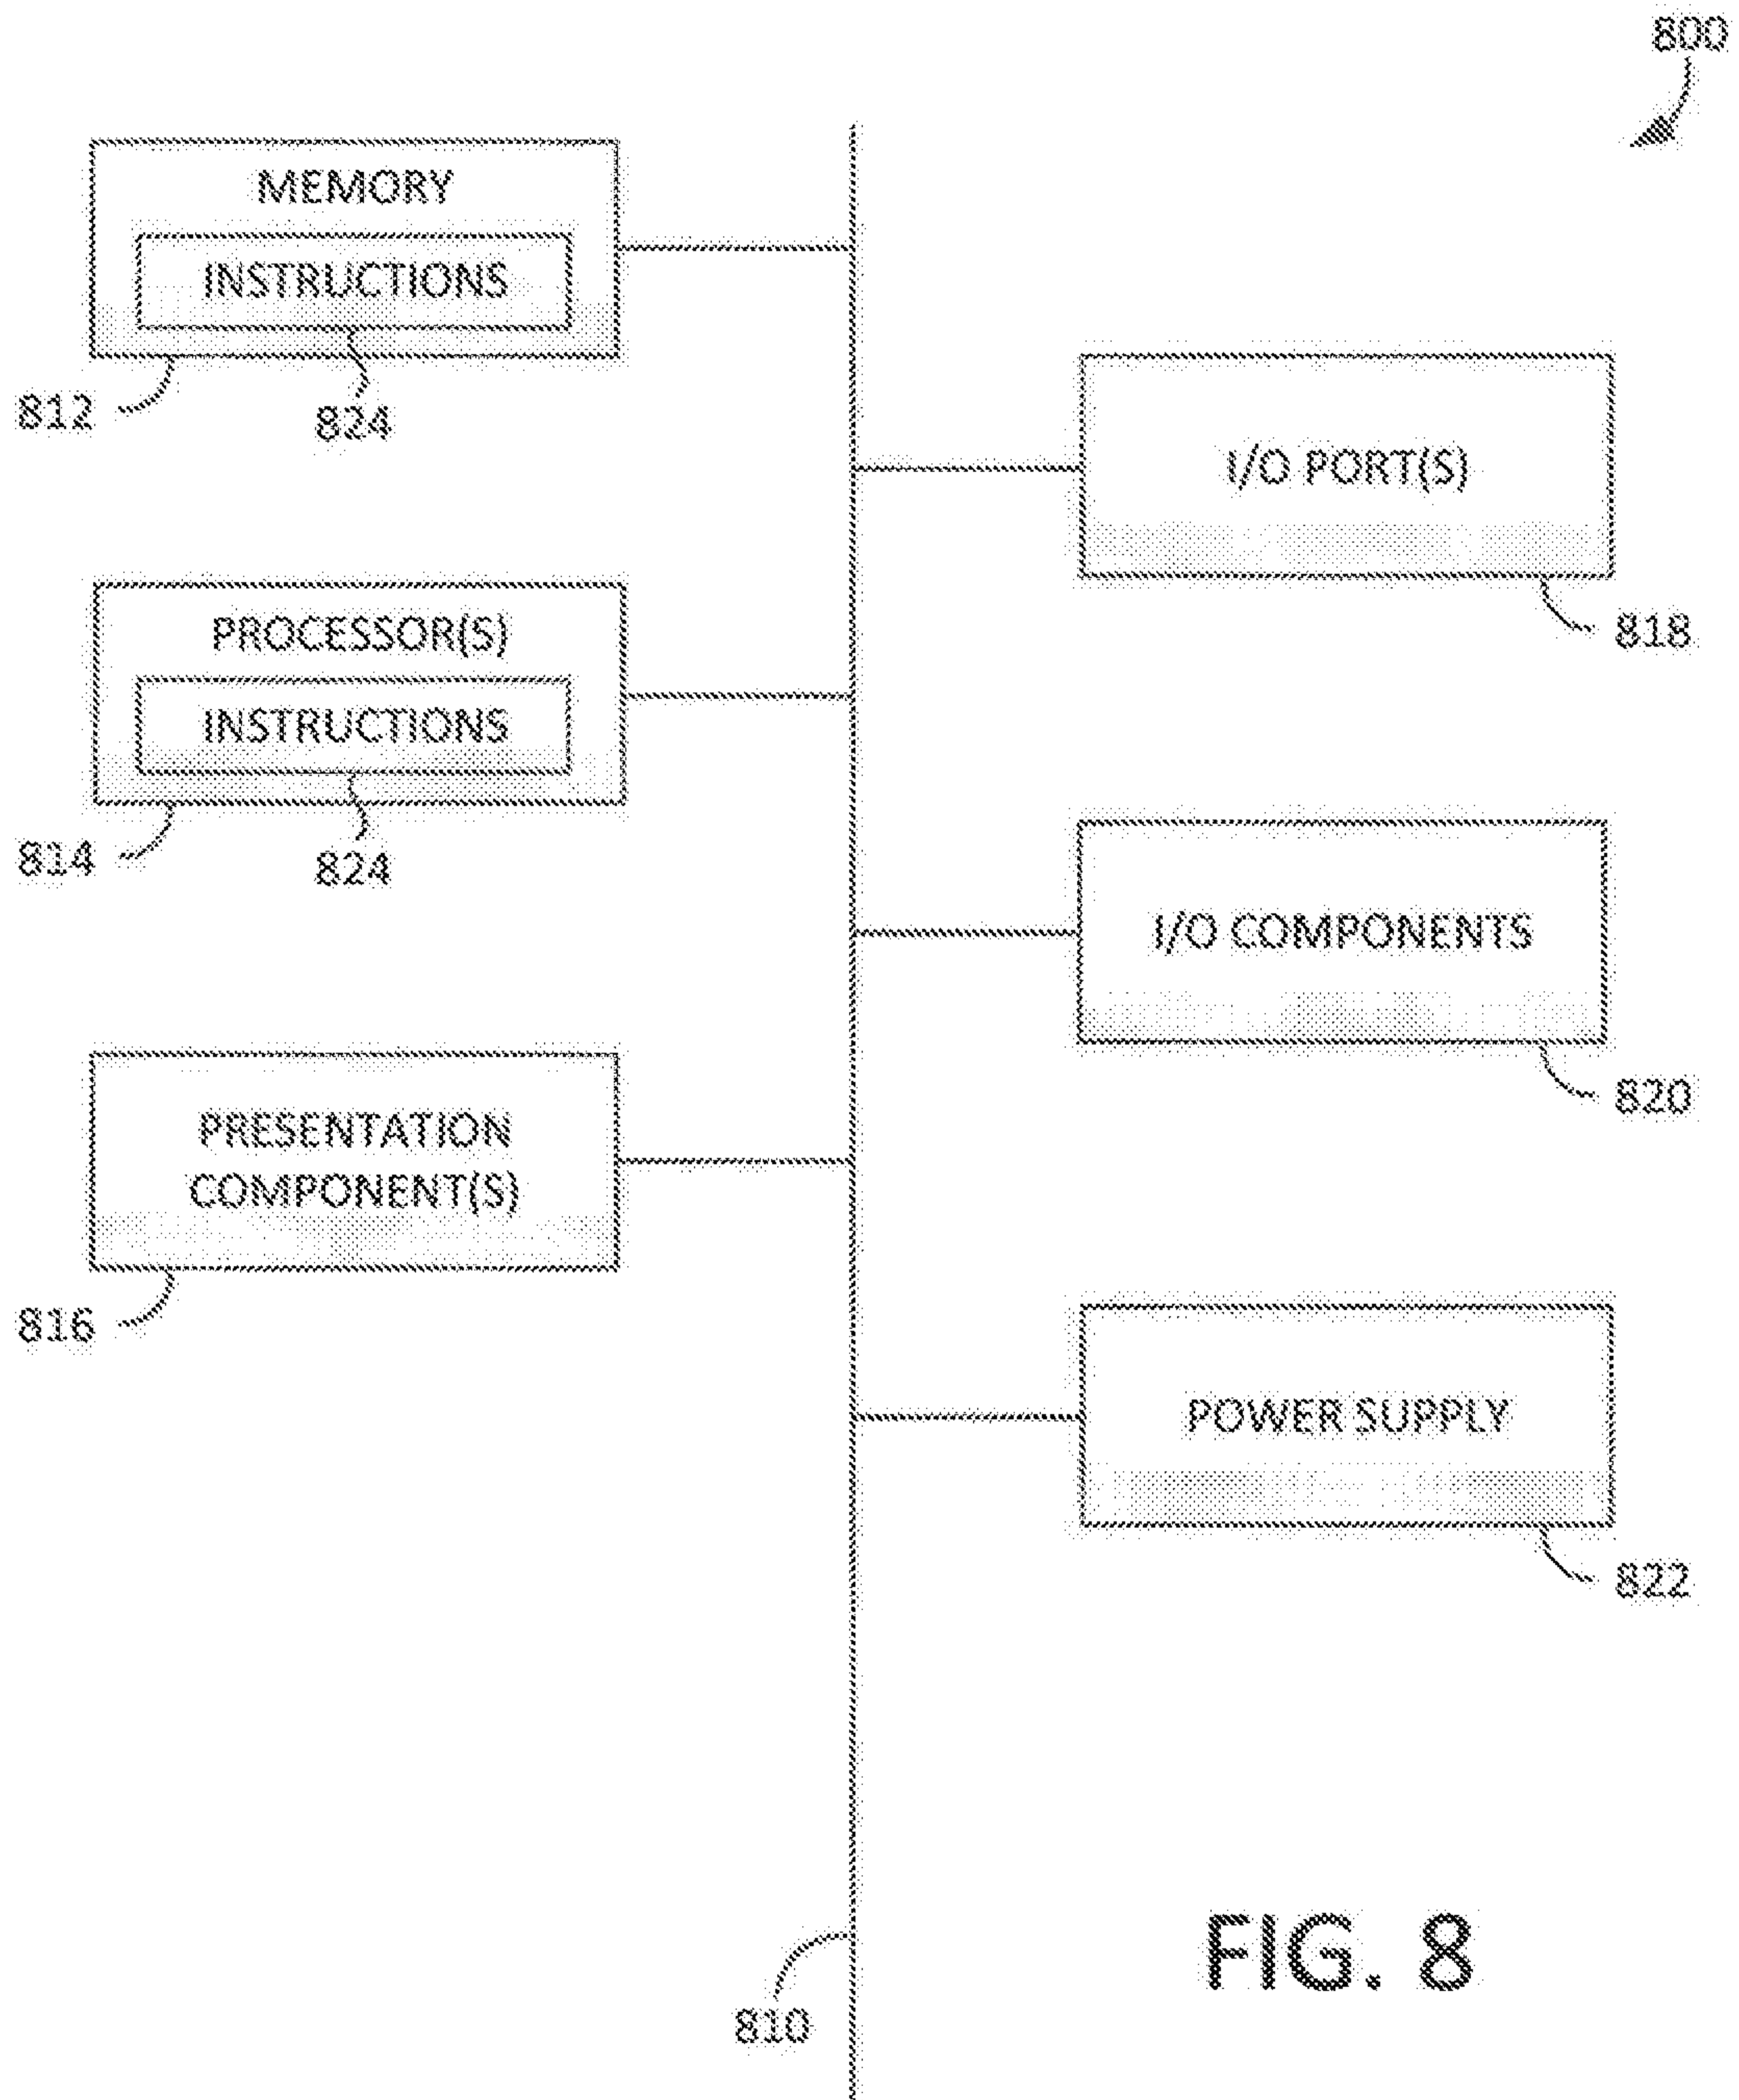 800
MEMORY
INSTRUCTIONS
812
824
I/O PORT(S)
818
PROCESSOR(S)
INSTRUCTIONS
814
824
I/O COMPONENTS
820
PRESENTATION
COMPONENT(S)
816
POWER SUPPLY
822
810
FIG. 8